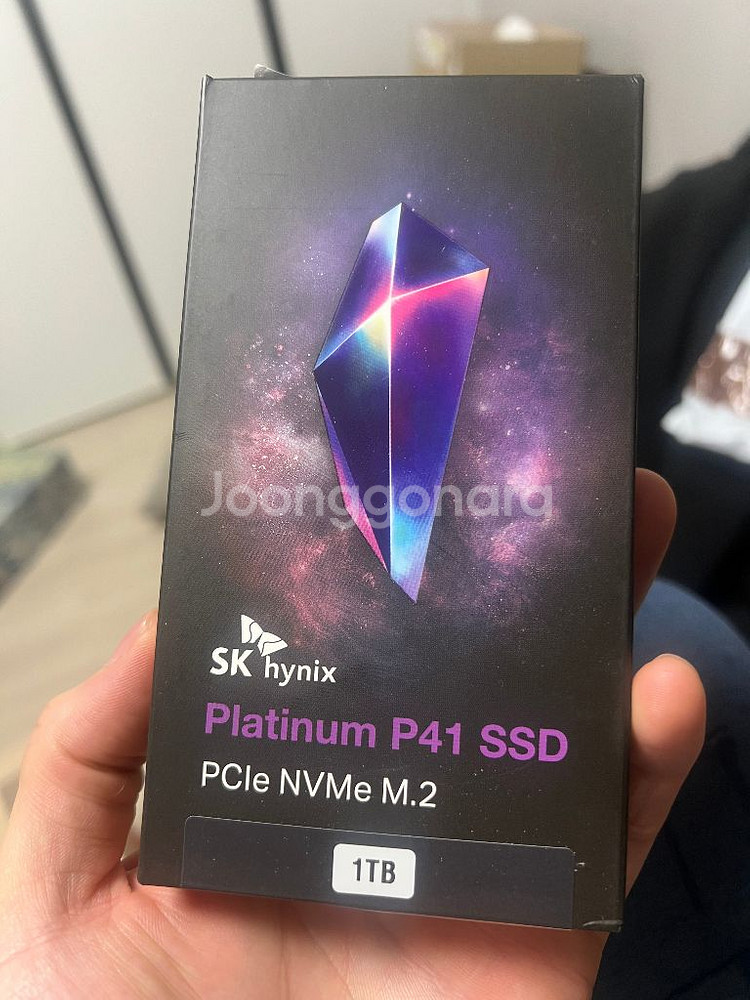 Joonggonara
SK hynix
Platinum P41 SSD
PCIe NVMe M.2
1TB